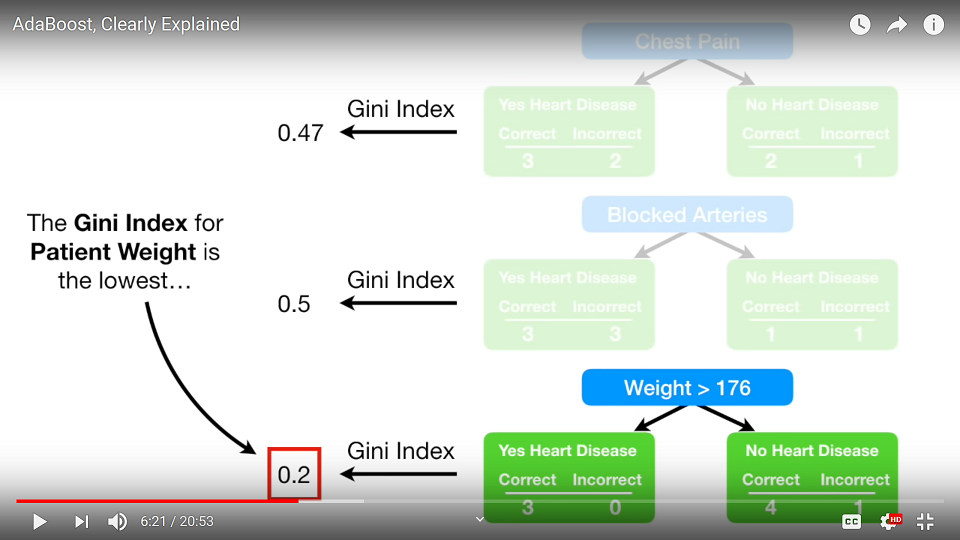 AdaBoost, Clearly Explained
Chest Pain
Gini Index
0.47
Yes Heart Disease
Correct Incorrect
3 2
No Heart Disease
Correct Incorrect
2 1
The Gini Index for
Patient Weight is
the lowest...
Blocked Arteries
Gini Index
0.5
Yes Heart Disease
Correct Incorrect
3 3
No Heart Disease
Correct Incorrect
1 1
Weight > 176
Gini Index
0.2
Yes Heart Disease
Correct Incorrect
3 0
No Heart Disease
Correct Incorrect
4 1
6:21 / 20:53
CC
HD